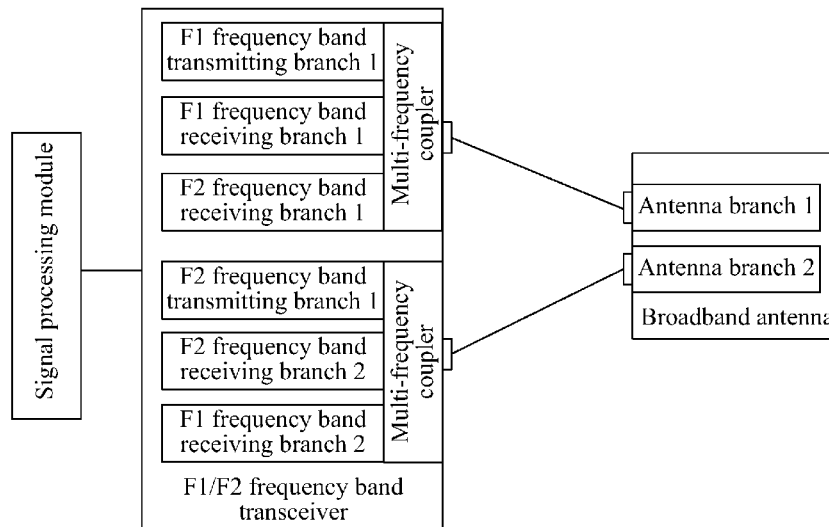 Signal processing module
F1 frequency band
transmitting branch 1
F1 frequency band
receiving branch 1
F2 frequency band
receiving branch 1
Multi-frequency
coupler
F2 frequency band
transmitting branch 1
F2 frequency band
receiving branch 2
F1 frequency band
receiving branch 2
Multi-frequency
coupler
F1/F2 frequency band
transceiver
Antenna branch 1
Antenna branch 2
Broadband antenna